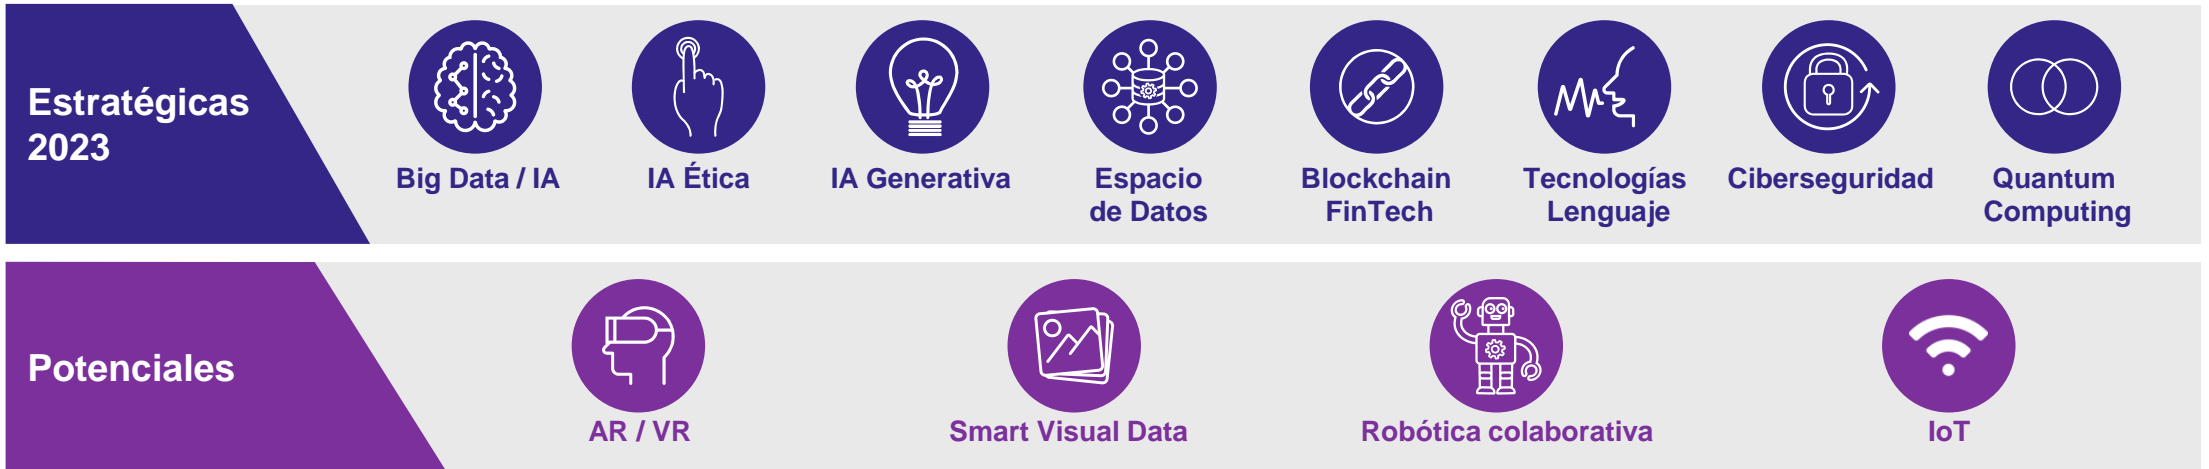 Estratégicas
2023
Big Data / IA
IA Ética
IA Generativa
Espacio
de Datos
Blockchain
FinTech
Tecnologías
Lenguaje
Ciberseguridad
Quantum
Computing
Potenciales
AR / VR
Smart Visual Data
Robótica colaborativa
IoT